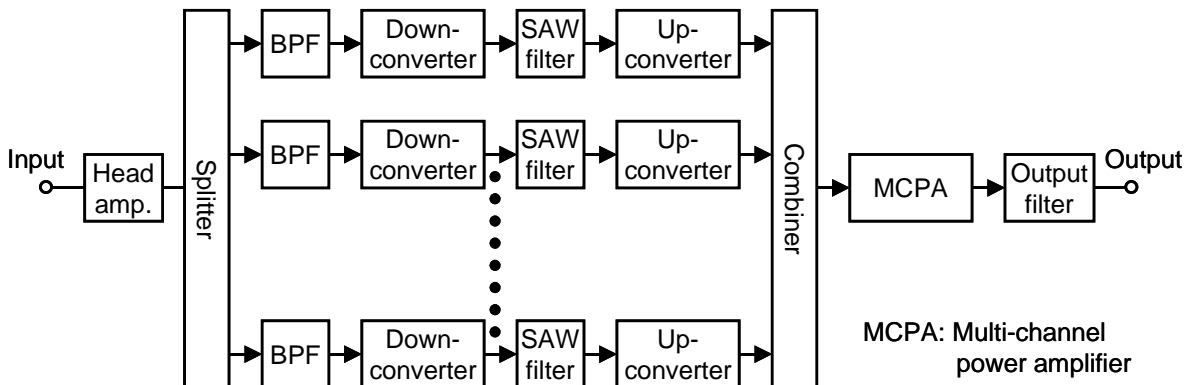 Input
Head
amp.
Splitter
BPF
Down-
converter
SAW
filter
Up-
converter
BPF
Down-
converter
SAW
filter
Up-
converter
BPF
Down-
converter
SAW
filter
Up-
converter
Combiner
MCPA
Output
filter
Output
MCPA: Multi-channel
power amplifier